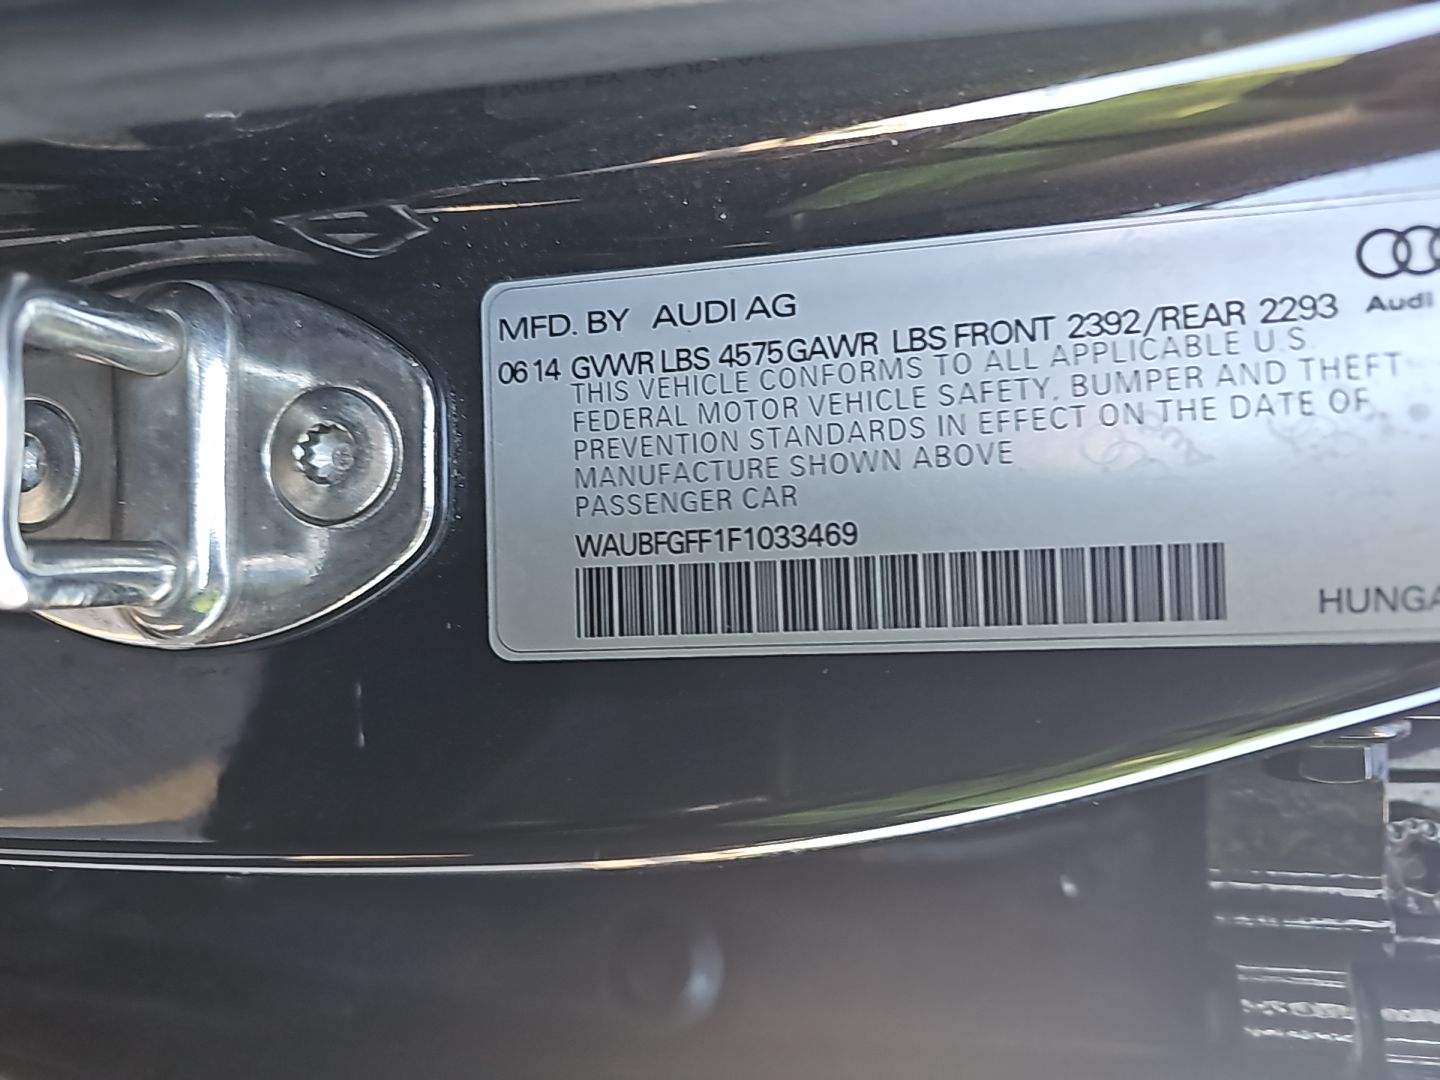 MFD. BY AUDI AG
Audi
0614 GVWR LBS 4575 GAWR LBS FRONT 2392/REAR 2293
THIS VEHICLE CONFORMS TO ALL APPLICABLE U.S.
FEDERAL MOTOR VEHICLE SAFETY, BUMPER AND THEFT
PREVENTION STANDARDS IN EFFECT ON THE DATE OF
MANUFACTURE SHOWN ABOVE
PASSENGER CAR
WAUBFGFF1F1033469
HUNGA